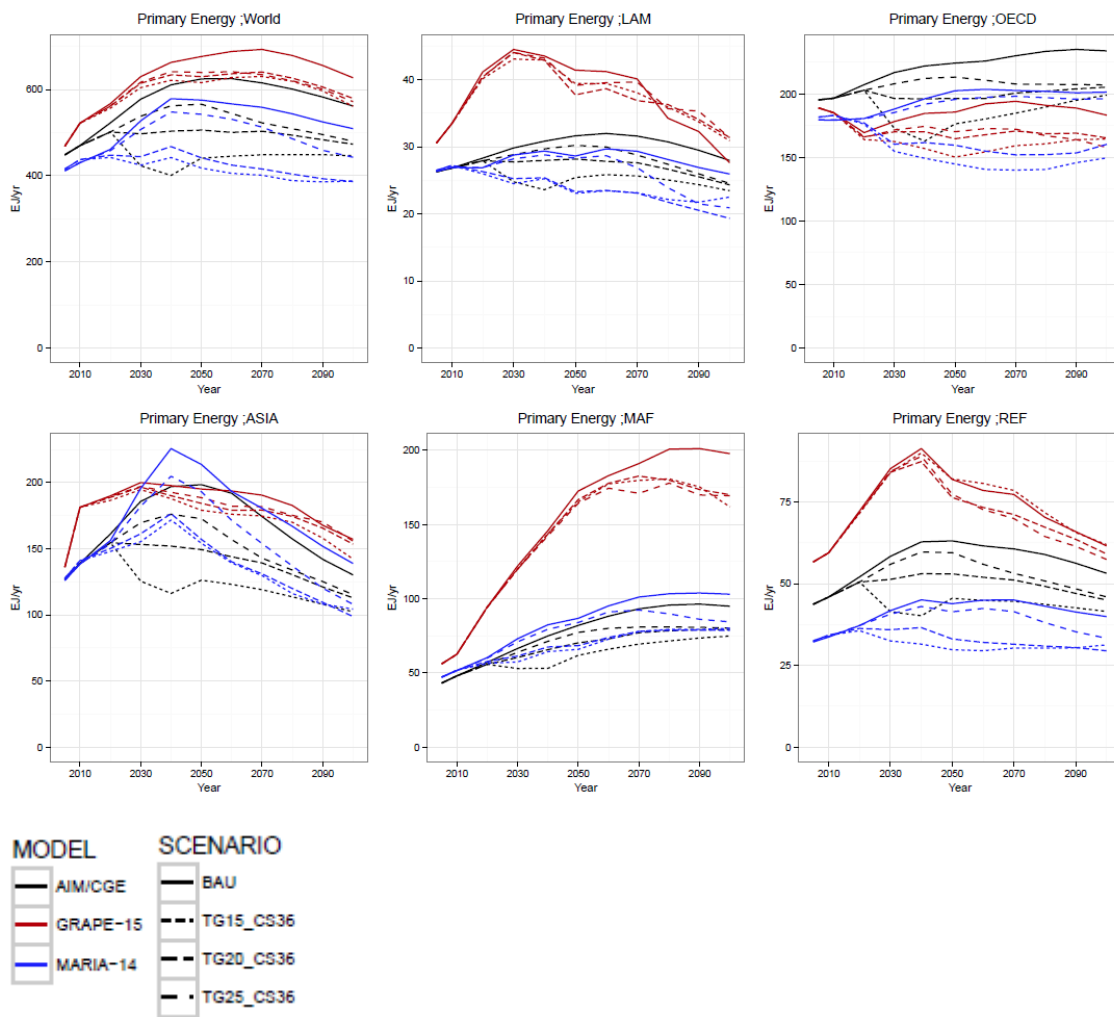 Primary Energy ;World
Primary Energy ;LAM
Primary Energy ;OECD
EJ/yr
600
400
200
0
2010 2030 2050 2070 2090
Year
EJ/yr
40
30
20
10
0
2010 2030 2050 2070 2090
Year
EJ/yr
200
150
100
50
0
2010 2030 2050 2070 2090
Year
Primary Energy ;ASIA
Primary Energy ;MAF
Primary Energy ;REF
EJ/yr
200
150
100
50
0
2010 2030 2050 2070 2090
Year
EJ/yr
200
150
100
50
0
2010 2030 2050 2070 2090
Year
EJ/yr
75
50
25
0
2010 2030 2050 2070 2090
Year
MODEL
AIM/CGE
GRAPE-15
MARIA-14
SCENARIO
BAU
TG15_CS36
TG20_CS36
TG25_CS36